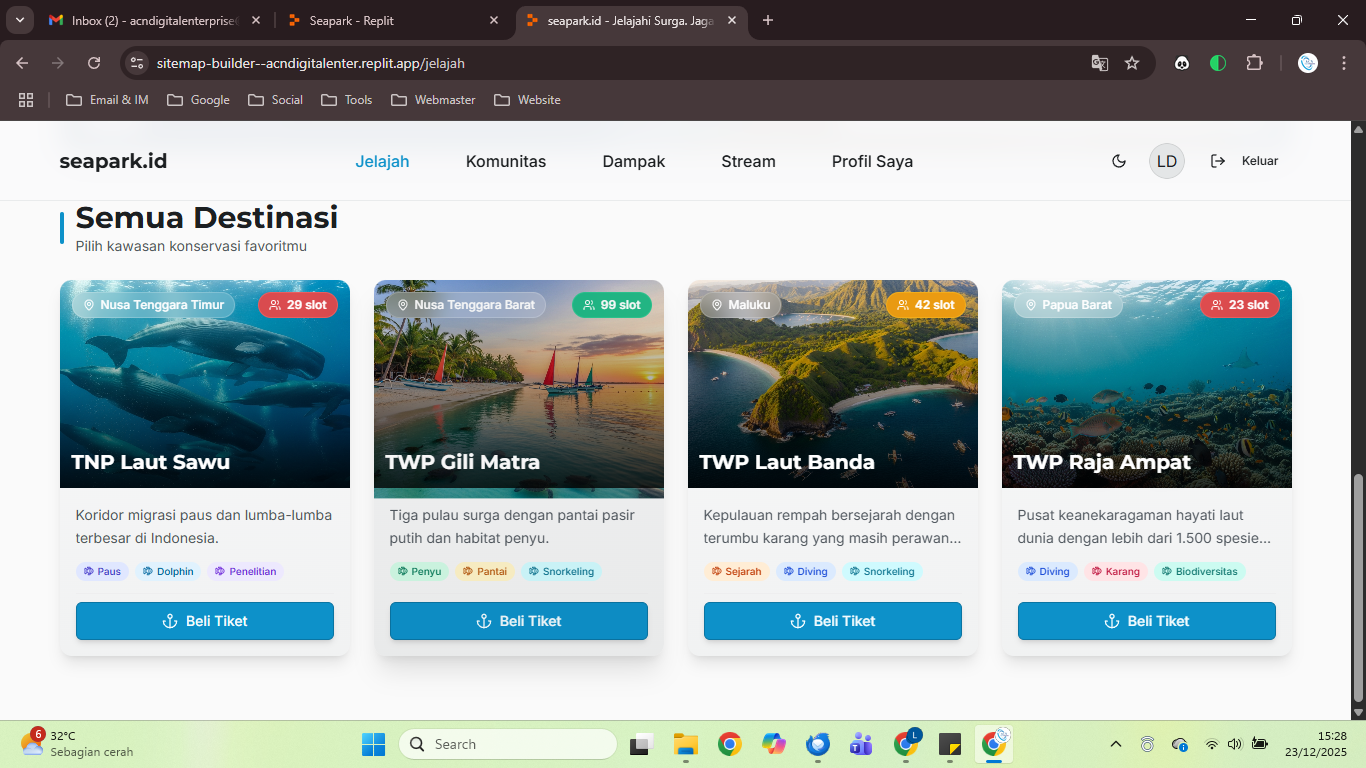 Inbox (2) - acndigitalenterprise
Seapark - Replit
seapark.id - Jelajahi Surga. Jaga
sitemap-builder--acndigitalenter.replit.app/jelajah
Email & IM
Google
Social
Tools
Webmaster
Website
seapark.id
Jelajah
Komunitas
Dampak
Stream
Profil Saya
LD
Keluar
Semua Destinasi
Pilih kawasan konservasi favoritmu
Nusa Tenggara Timur
29 slot
TNP Laut Sawu
Koridor migrasi paus dan lumba-lumba
terbesar di Indonesia.
Paus
Dolphin
Penelitian
Beli Tiket
Nusa Tenggara Barat
99 slot
TWP Gili Matra
Tiga pulau surga dengan pantai pasir
putih dan habitat penyu.
Penyu
Pantai
Snorkeling
Beli Tiket
Maluku
42 slot
TWP Laut Banda
Kepulauan rempah bersejarah dengan
terumbu karang yang masih perawan...
Sejarah
Diving
Snorkeling
Beli Tiket
Papua Barat
23 slot
TWP Raja Ampat
Pusat keanekaragaman hayati laut
dunia dengan lebih dari 1.500 spesie...
Diving
Karang
Biodiversitas
Beli Tiket
6
32°C
Sebagian cerah
Search
L
15:28
23/12/2025